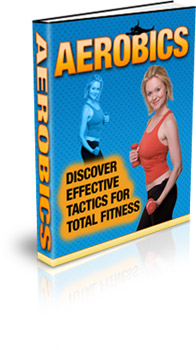 AEROBICS
AEROBICS
DISCOVER
EFFECTIVE
TACTICS FOR
TOTAL FITNESS